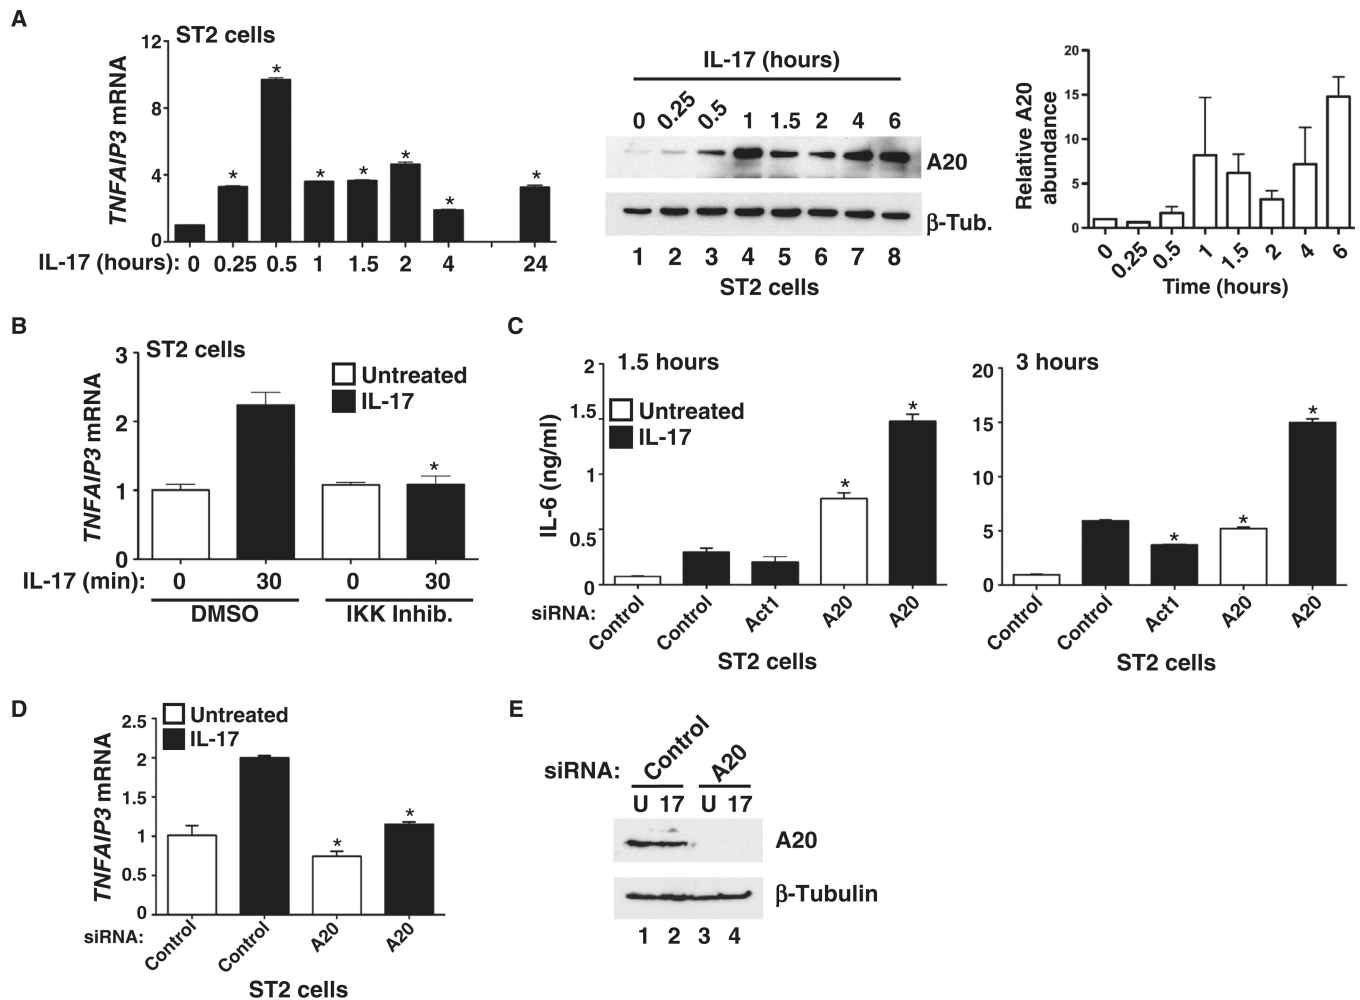 A
ST2 cells
TNFAIP3 mRNA
12
8
4
0
IL-17 (hours): 0 0.25 0.5 1 1.5 2 4 24
* * * * * * *
IL-17 (hours)
0 0.25 0.5 1 1.5 2 4 6
A20
β-Tub.
1 2 3 4 5 6 7 8
ST2 cells
Relative A20
abundance
20
15
10
5
0
0 0.25 0.5 1 1.5 2 4 6
Time (hours)
B
ST2 cells
TNFAIP3 mRNA
3
2
1
0
Untreated
IL-17
*
IL-17 (min): 0 30 0 30
DMSO IKK Inhib.
C
1.5 hours
IL-6 (ng/ml)
2
1.5
1
0.5
0
Untreated
IL-17
* *
siRNA: Control Control Act1 A20 A20
ST2 cells
3 hours
20
15
10
5
0
* * *
Control Control Act1 A20 A20
ST2 cells
D
TNFAIP3 mRNA
2.5
2
1.5
1
0.5
0
Untreated
IL-17
* *
siRNA: Control Control A20 A20
ST2 cells
E
siRNA: Control A20
U 17 U 17
A20
β-Tubulin
1 2 3 4